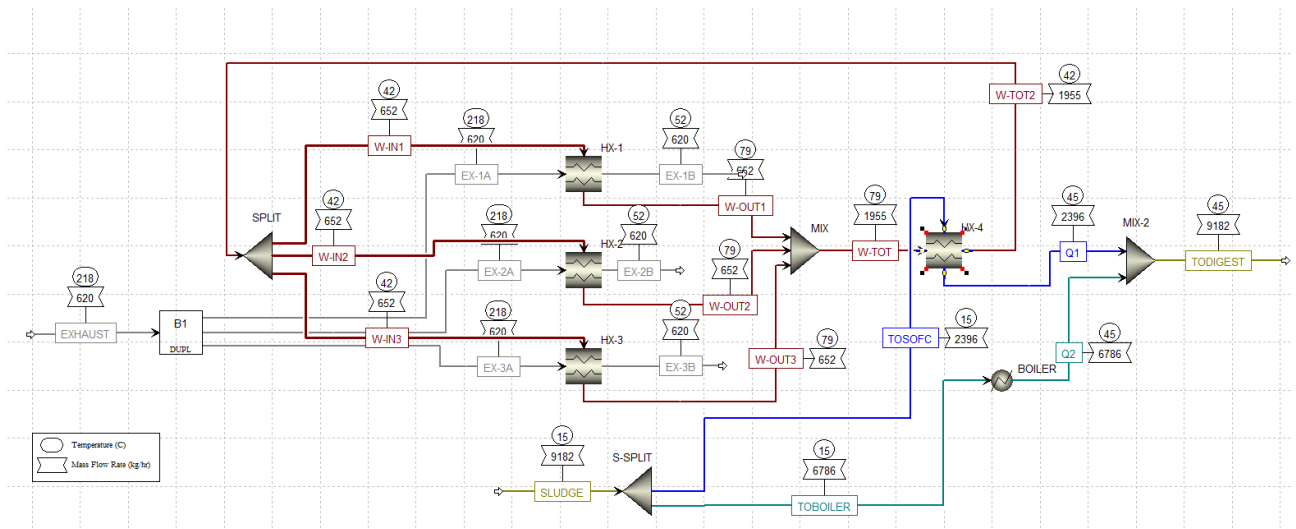 42
1955
W-TOT2
42
652
W-IN1
218
620
EX-1A
HX-1
52
620
EX-1B
79
652
W-OUT1
SPLIT
42
652
W-IN2
218
620
EX-2A
HX-2
52
620
EX-2B
79
652
W-OUT2
MIX
79
1955
W-TOT
HX-4
45
2396
Q1
MIX-2
45
9182
TODIGEST
218
620
EXHAUST
B1
DUPL
42
652
W-IN3
218
620
EX-3A
HX-3
52
620
EX-3B
W-OUT3
79
652
TOSOFC
15
2396
Q2
45
6786
BOILER
Temperature (C)
Mass Flow Rate (kg/hr)
15
9182
SLUDGE
S-SPLIT
15
6786
TOBOILER